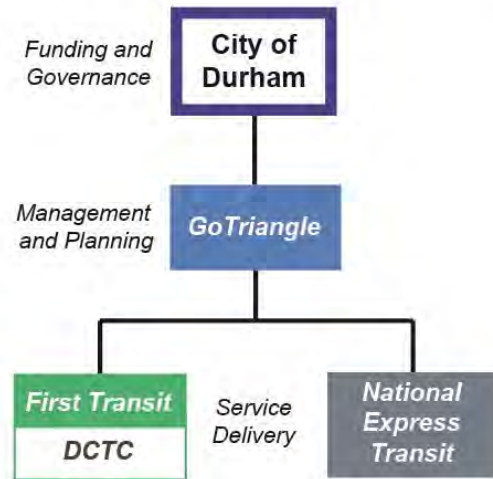 Funding and
Governance
City of
Durham
Management
and Planning
GoTriangle
First Transit
DCTC
Service
Delivery
National
Express
Transit